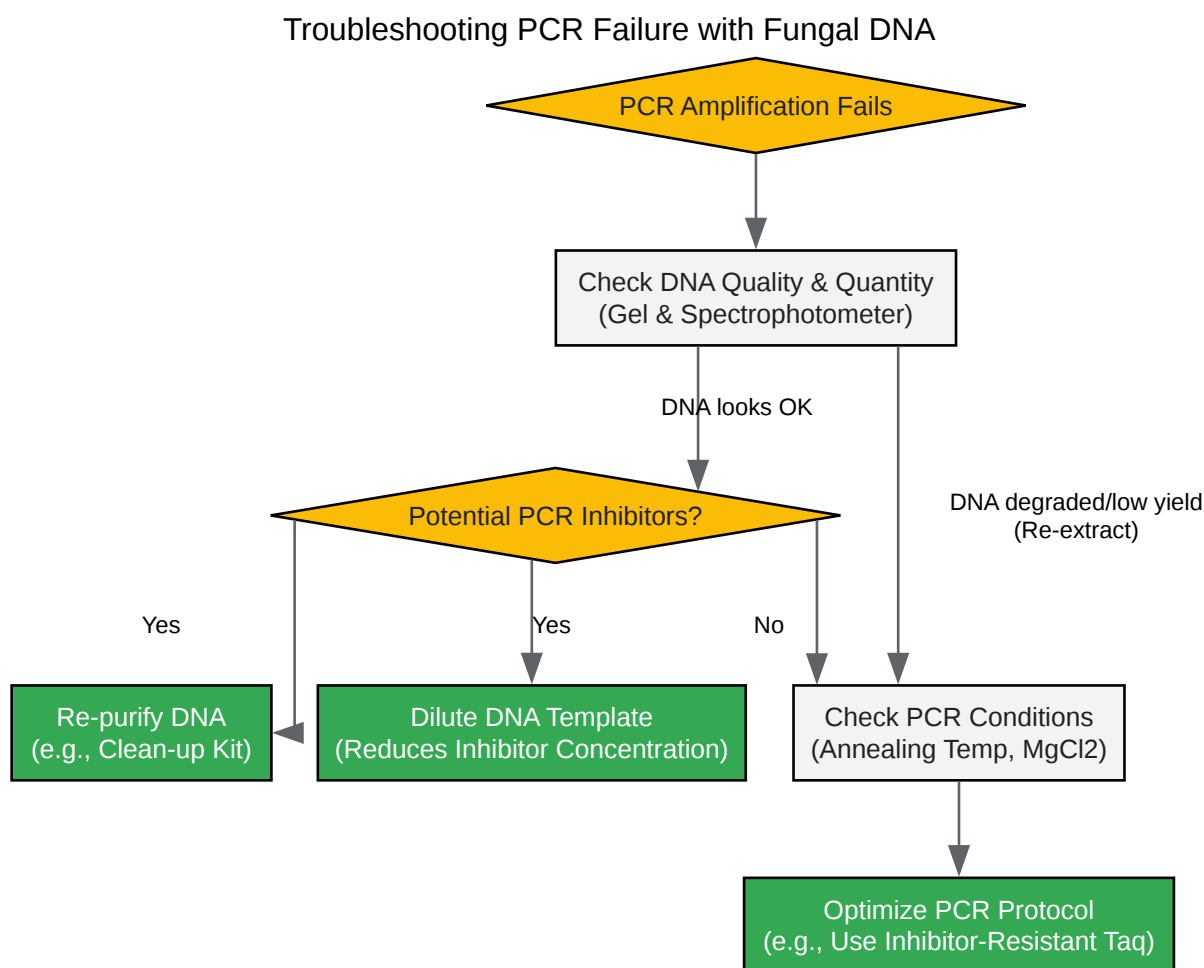 Troubleshooting PCR Failure with Fungal DNA
PCR Amplification Fails
Check DNA Quality & Quantity
(Gel & Spectrophotometer)
DNA looks OK
DNA degraded/low yield
(Re-extract)
Potential PCR Inhibitors?
Yes
Yes
No
Re-purify DNA
(e.g., Clean-up Kit)
Dilute DNA Template
(Reduces Inhibitor Concentration)
Check PCR Conditions
(Annealing Temp, MgCl2)
Optimize PCR Protocol
(e.g., Use Inhibitor-Resistant Taq)